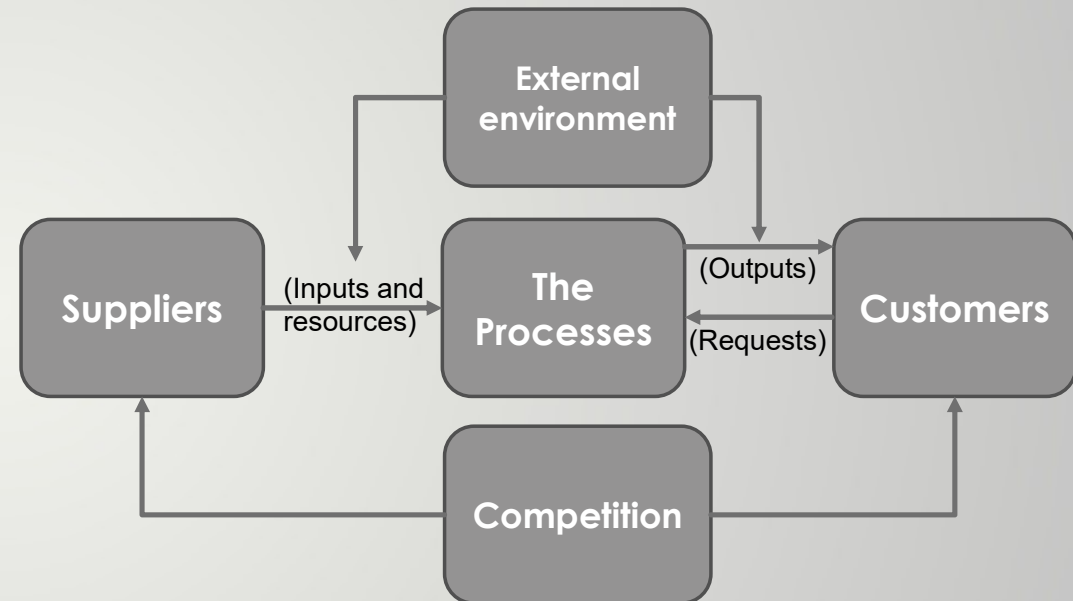 External
environment
Suppliers
(Inputs and
resources)
The
Processes
(Outputs)
(Requests)
Customers
Competition